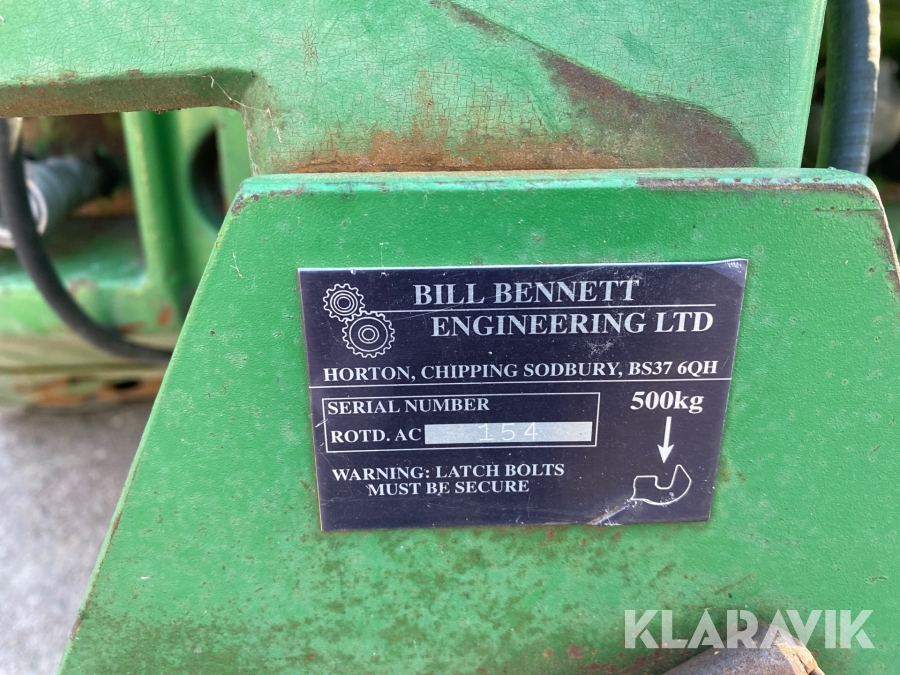 BILL BENNETT
ENGINEERING LTD
HORTON, CHIPPING SODBURY, BS37 6QH
SERIAL NUMBER
ROTD. AC 154
500kg
WARNING: LATCH BOLTS
MUST BE SECURE
KLARAVIK